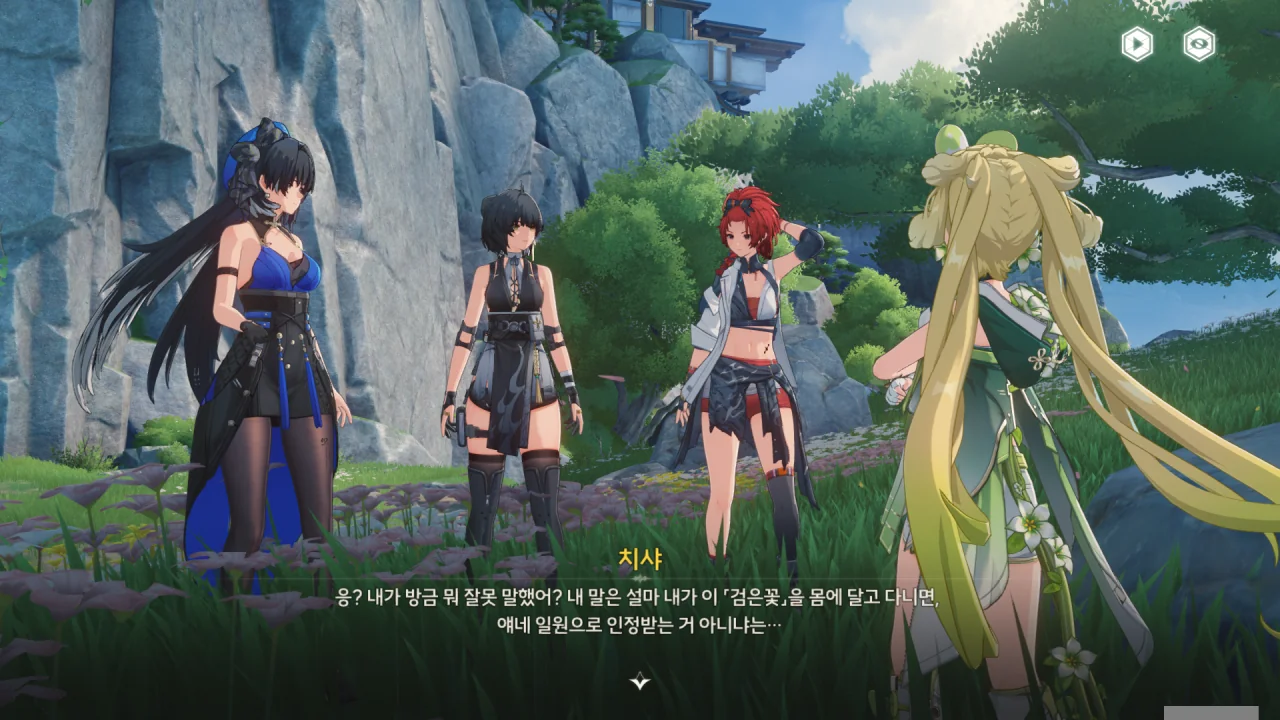 치샤
응? 내가 방금 뭐 잘못 말했어? 내 말은 설마 내가 이 「검은꽃」을 몸에 달고 다니면,
얘네 일원으로 인정받는 거 아니냐는…